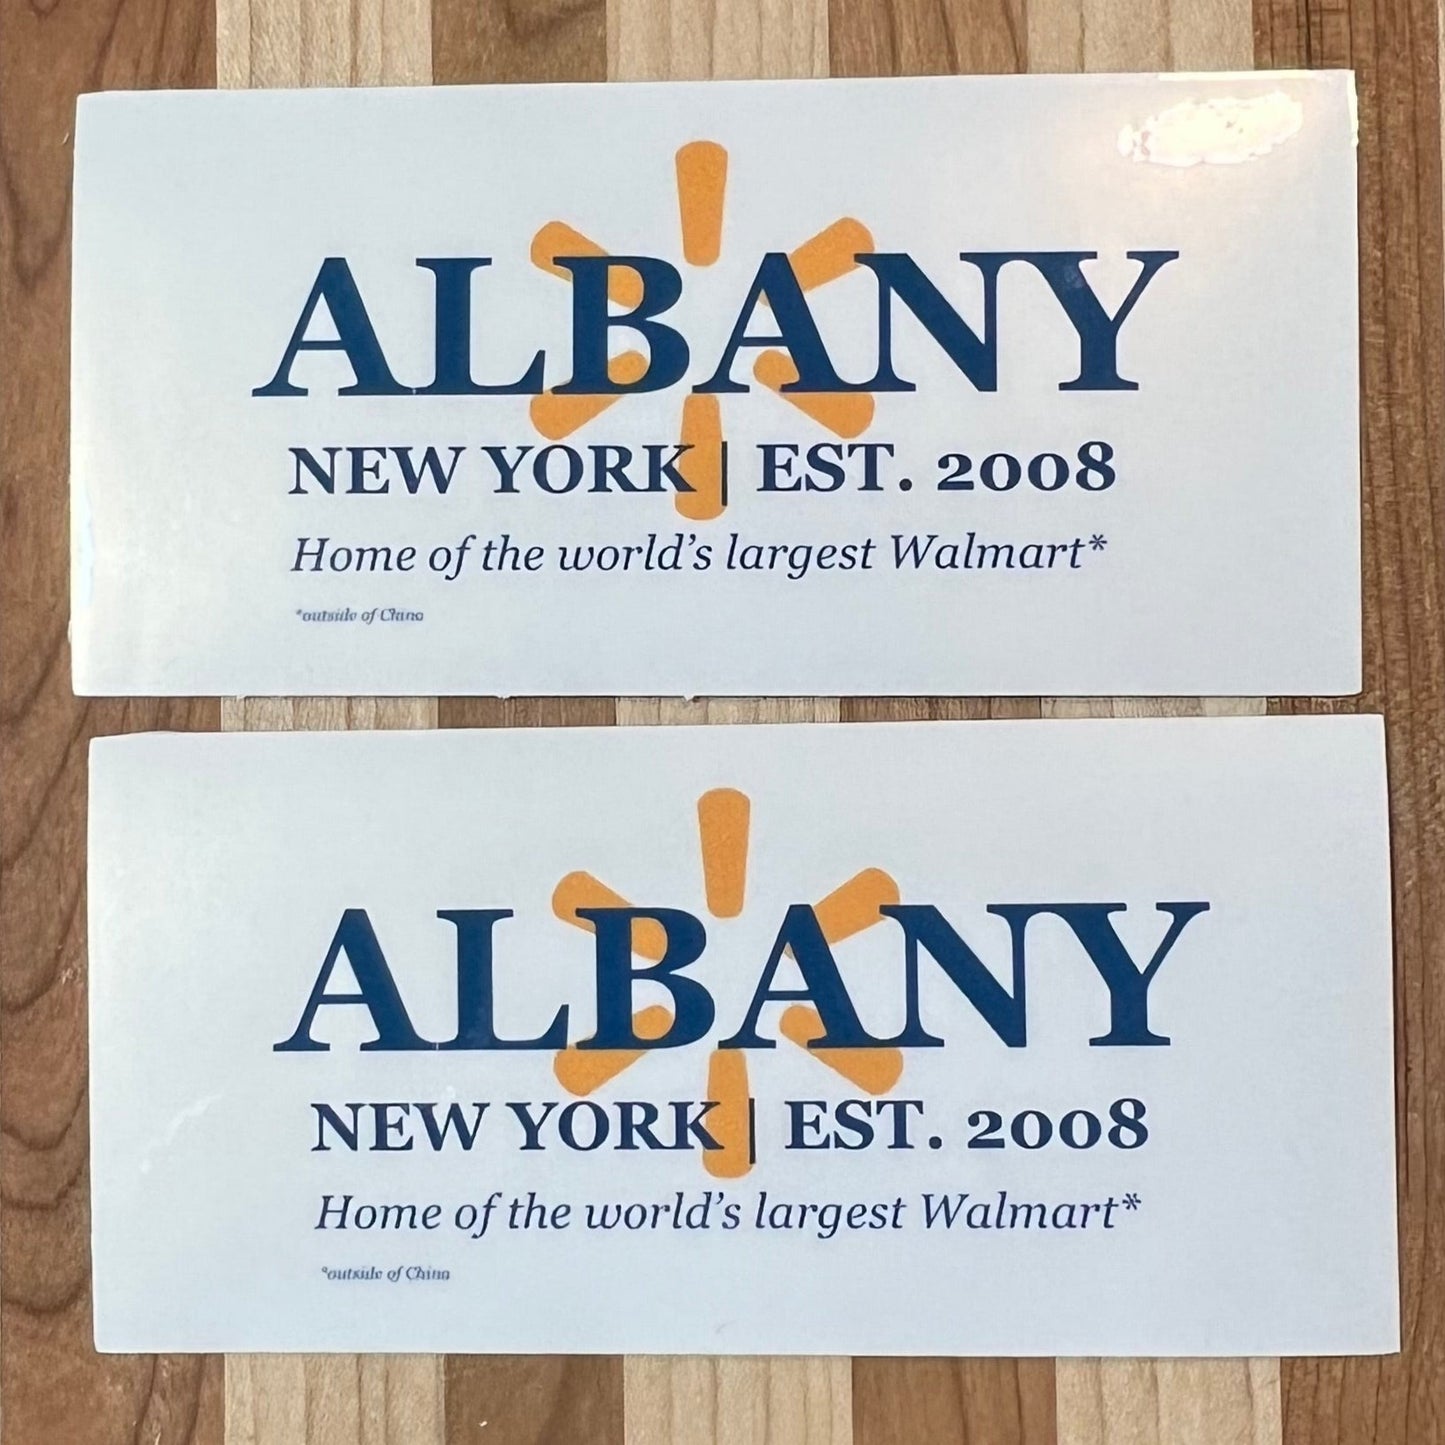 ALBANY
NEW YORK | EST. 2008
Home of the world's largest Walmart*
*outside of China
ALBANY
NEW YORK | EST. 2008
Home of the world's largest Walmart*
*outside of China